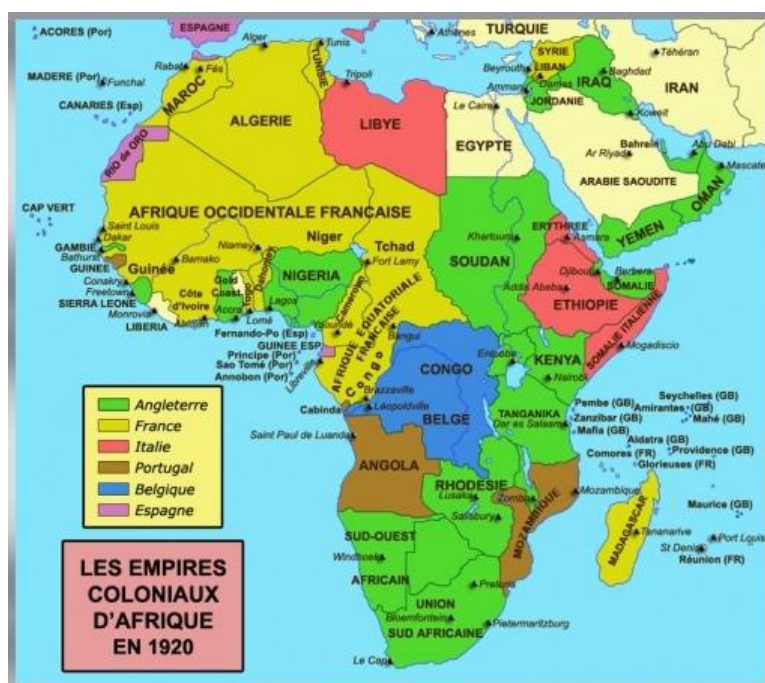 ACORES (Por)
ESPAGNE
Alger
Tunis
Athènes
TURQUIE
SYRIE
Téhéran
MADERE (Por)
Funchal
Rabat
Fés
MAROC
TUNISIE
Tripoli
Beyrouth
LIBAN
Damas
IRAQ
Baghdad
IRAN
CANARIES (Esp)
ALGERIE
LIBYE
Le Caire
Amman
JORDANIE
Koweit
EGYPTE
RIO de ORO
Ar Riyad
Bahrein
Abu Dabi
Mascate
ARABIE SAOUDITE
OMAN
YEMEN
CAP VERT
AFRIQUE OCCIDENTALE FRANCAISE
Saint Louis
Dakar
GAMBIE
Bathurst
GUINEE
Guinée
Bamako
Niamey
Niger
Tchad
Fort Lamy
Khartoum
ERYTHREE
Asmara
SOUDAN
Conakry
Freetown
SIERRA LEONE
Monrovia
LIBERIA
Côte
d'Ivoire
Abidjan
Gold
Coast
Accra
Togo
Dahomey
Lomé
Lagos
NIGERIA
Djibouti
Berbera
SOMALIE
Addis Abeba
ETHIOPIE
SOMALIE ITALIENNE
Fernando-Po (Esp)
Cameroun
Yaoundé
GUINEE ESP
Principe (Por)
Sao Tomé (Por)
Annobon (Por)
Libreville
AFRIQUE EQUATORIALE
FRANCAISE
Congo
Bangui
Entebbe
KENYA
Nairobi
Mogadiscio
CONGO
BELGE
Brazzaville
Léopoldville
Cabinda
Saint Paul de Luanda
TANGANIKA
Dar es Salaam
Pembe (GB)
Zanzibar (GB)
Mafia (GB)
Seychelles (GB)
Amirantes (GB)
Mahé (GB)
Aldatra (GB)
Providence (GB)
Comores (FR)
Glorieuses (FR)
Angleterre
France
Italie
Portugal
Belgique
Espagne
ANGOLA
RHODESIE
Lusaka
Zomba
Salisbury
Mozambique
MOZAMBIQUE
MADAGASCAR
Tananarive
Maurice (GB)
Port Louis
St Denis
Réunion (FR)
SUD-OUEST
AFRICAIN
Windhoek
Pretoria
UNION
SUD AFRICAINE
Bloemfontein
Pietermaritzburg
Le Cap
LES EMPIRES
COLONIAUX
D'AFRIQUE
EN 1920